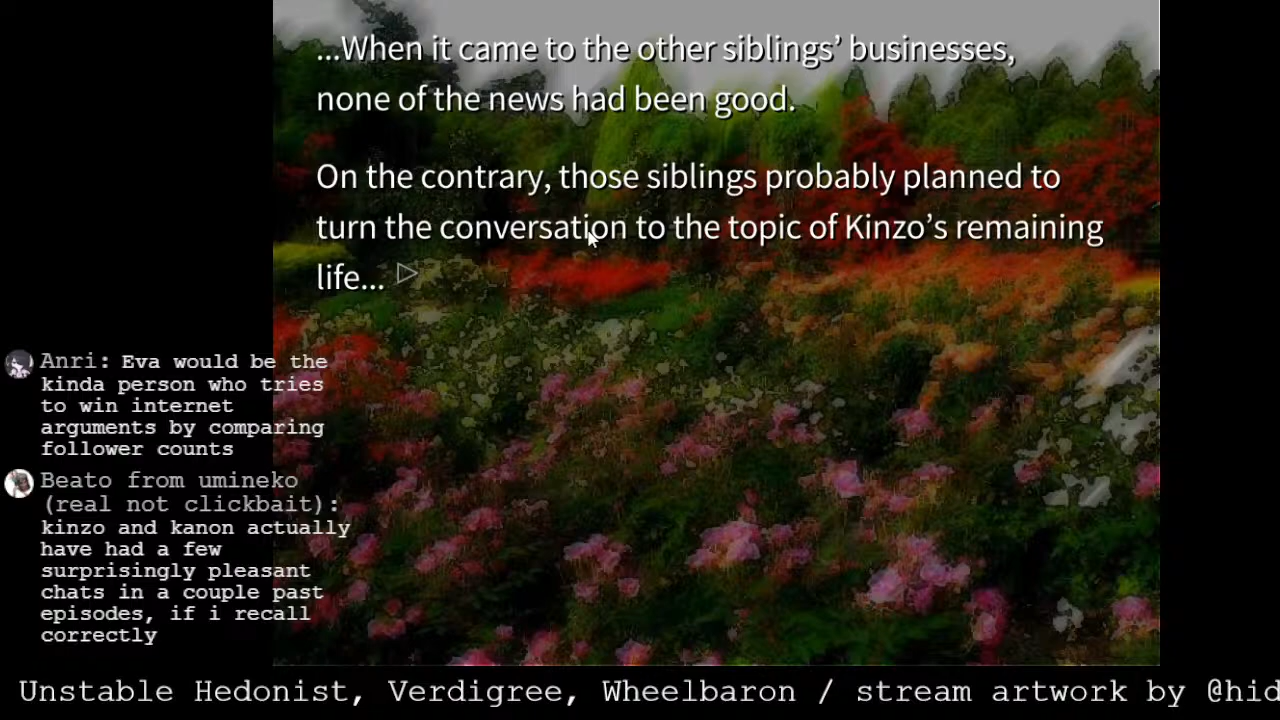 ...When it came to the other siblings’ businesses,
none of the news had been good.
On the contrary, those siblings probably planned to
turn the conversation to the topic of Kinzo’s remaining
life...
Anri: Eva would be the
kinda person who tries
to win internet
arguments by comparing
follower counts
Beato from umineko
(real not clickbait):
kinzo and kanon actually
have had a few
surprisingly pleasant
chats in a couple past
episodes, if i recall
correctly
Unstable Hedonist, Verdigree, Wheelbaron / stream artwork by @hid